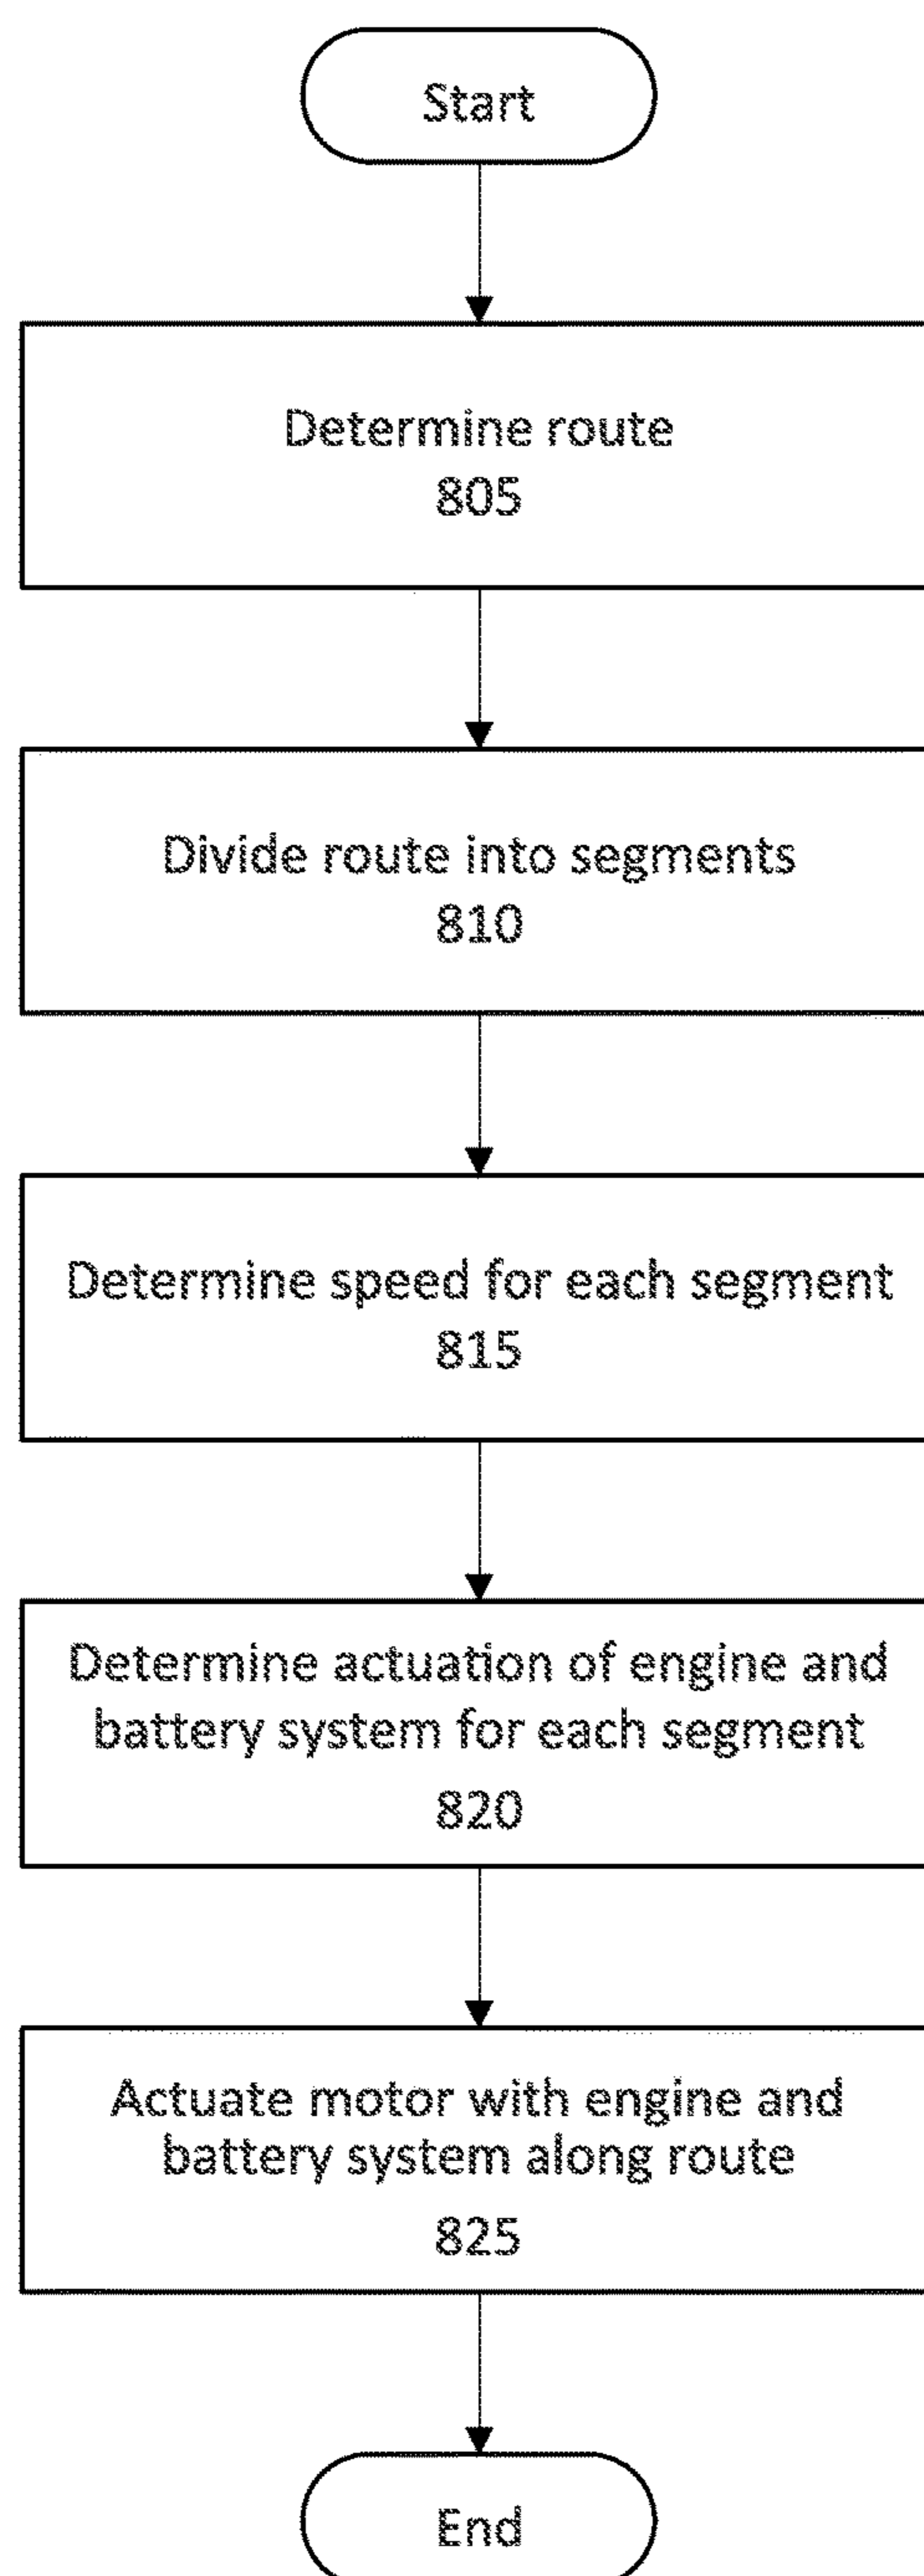 Start
Determine route
805
Divide route into segments
810
Determine speed for each segment
815
Determine actuation of engine and
battery system for each segment
820
Actuate motor with engine and
battery system along route
825
End